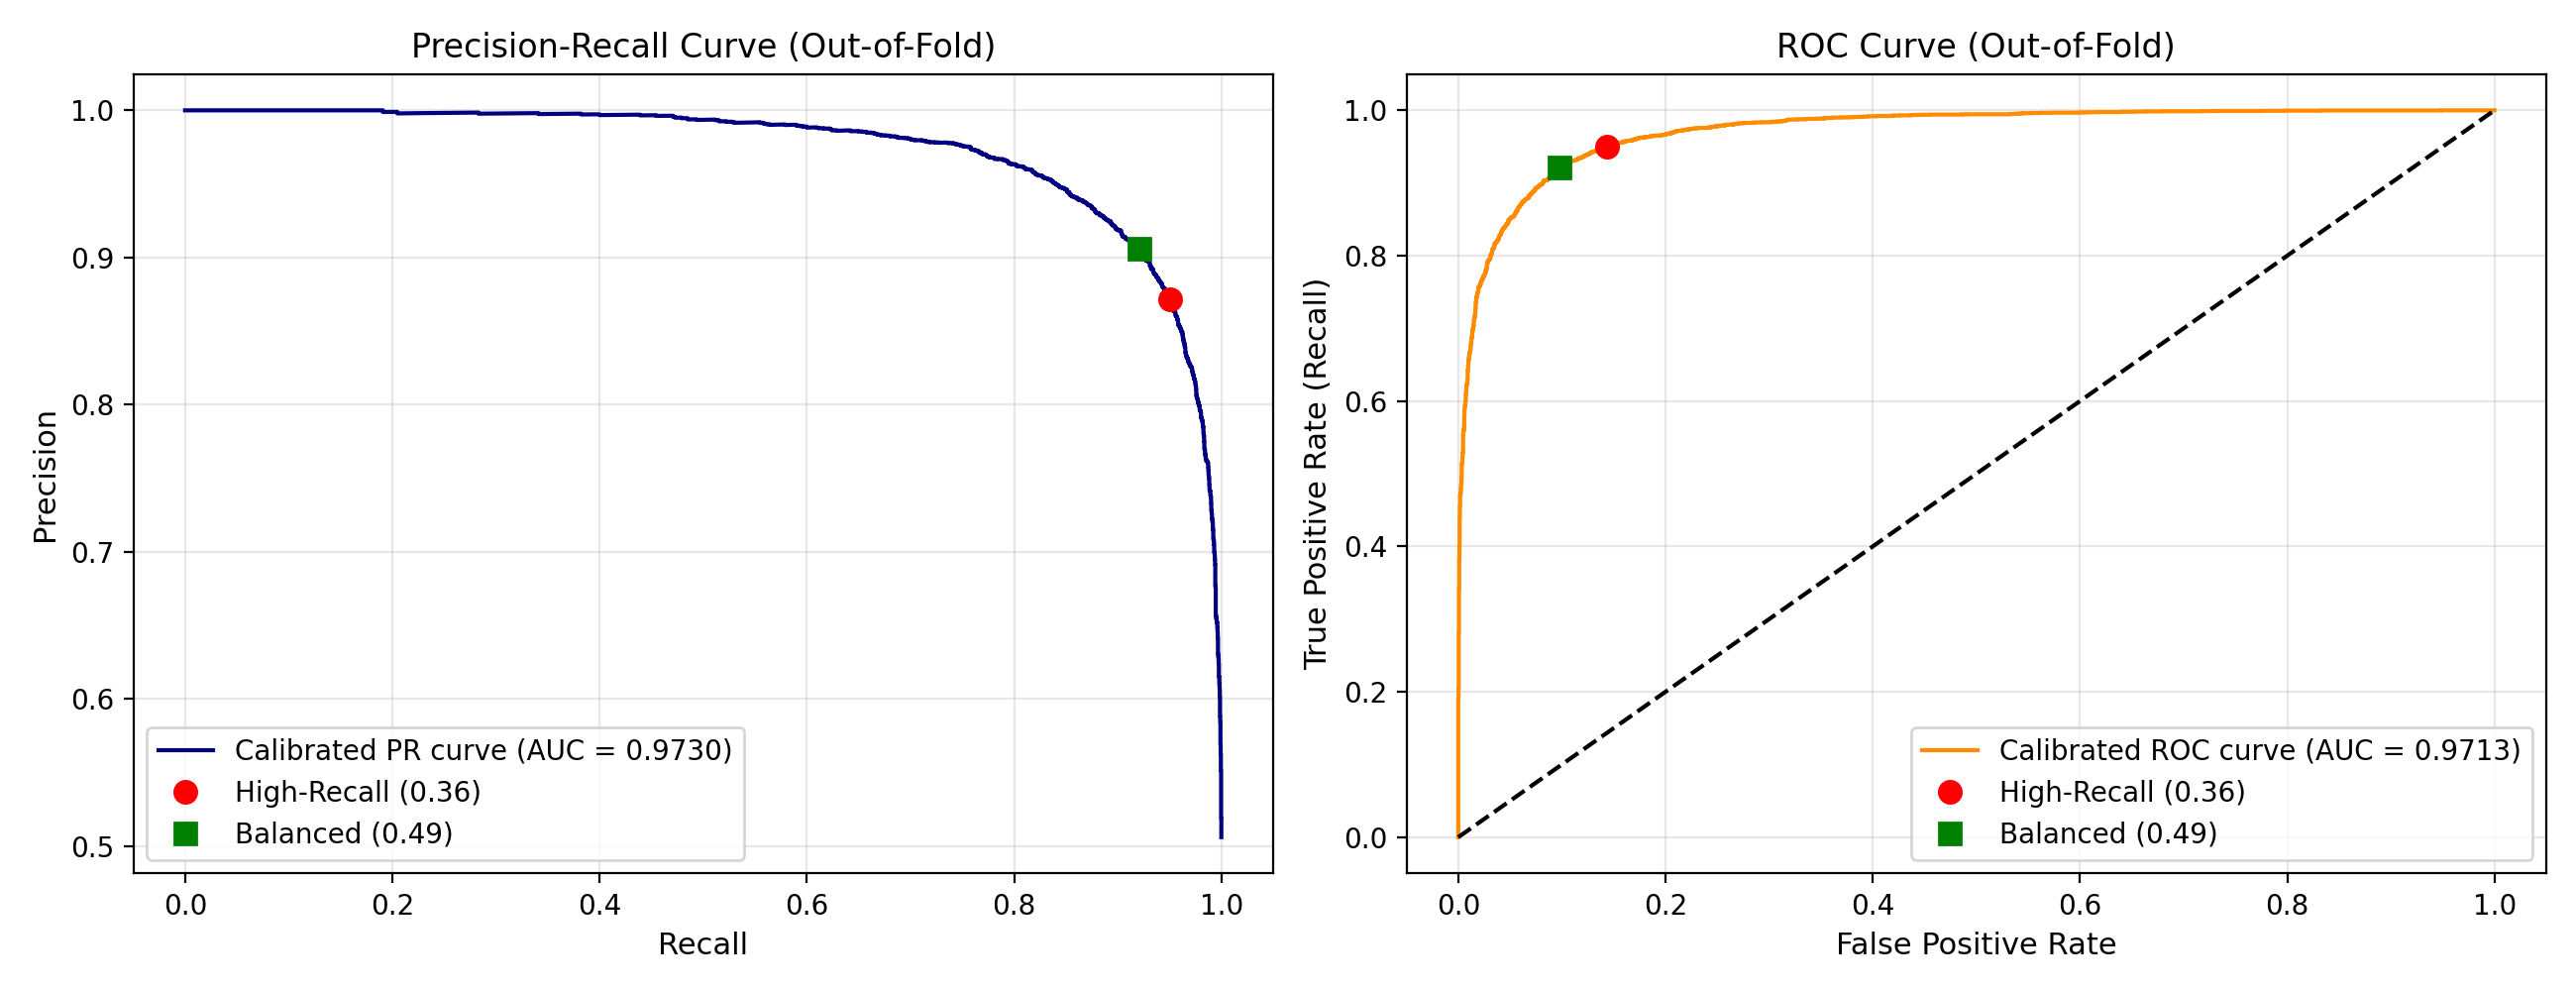 Precision-Recall Curve (Out-of-Fold)
Precision
1.0
0.9
0.8
0.7
0.6
0.5
0.0
0.2
0.4
0.6
0.8
1.0
Recall
Calibrated PR curve (AUC = 0.9730)
High-Recall (0.36)
Balanced (0.49)
ROC Curve (Out-of-Fold)
True Positive Rate (Recall)
1.0
0.8
0.6
0.4
0.2
0.0
0.0
0.2
0.4
0.6
0.8
1.0
False Positive Rate
Calibrated ROC curve (AUC = 0.9713)
High-Recall (0.36)
Balanced (0.49)